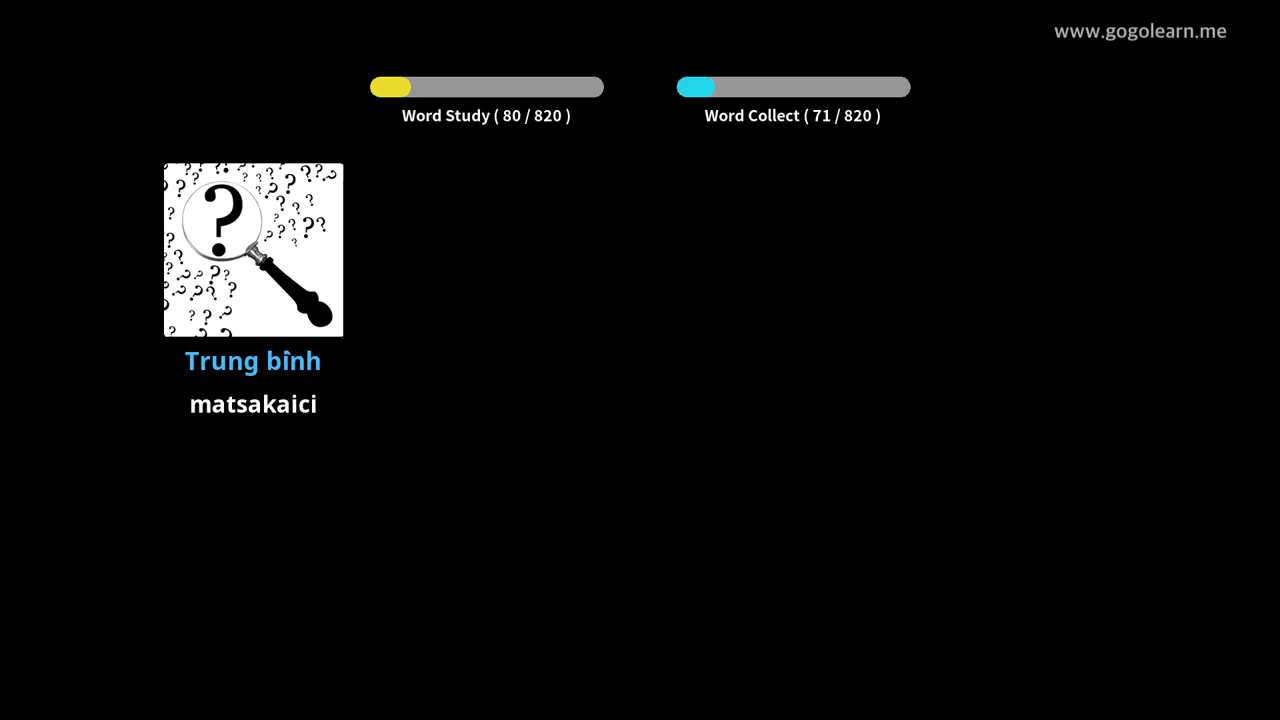 www.gogolearn.me
Word Study ( 80 / 820 )
Word Collect ( 71 / 820 )
Trung bình
matsakaici